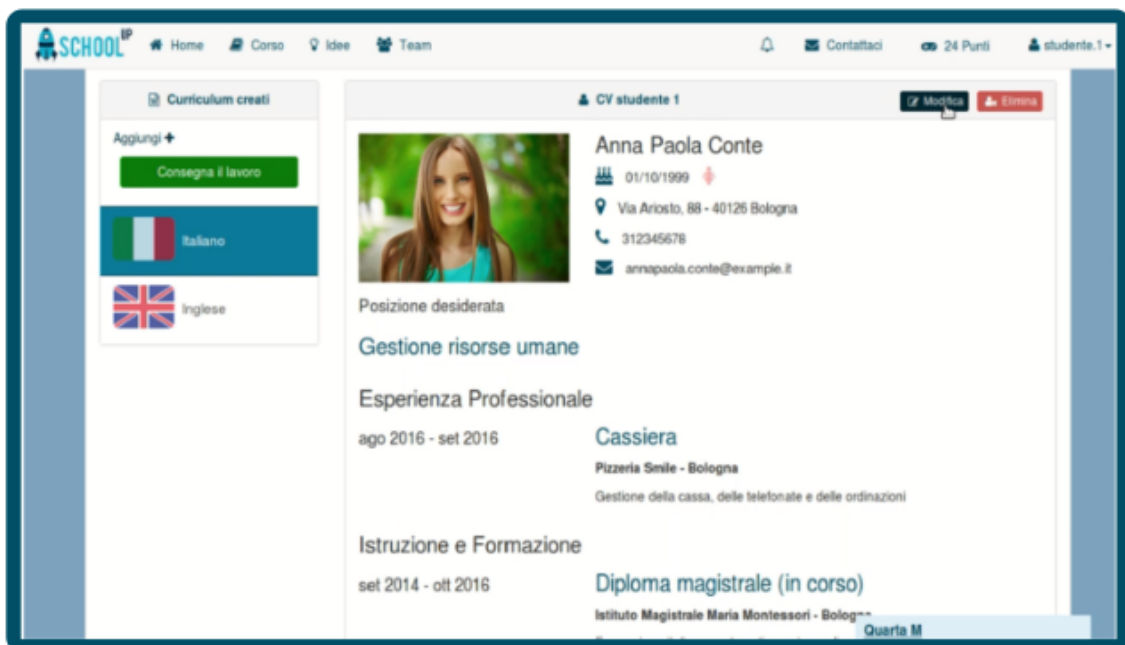 SCHOOL UP Home Corso Idee Team Contattaci 24 Punti studente.1
Curriculum creati
Aggiungi +
Consegna il lavoro
Italiano
Inglese
CV studente 1 Modifica Elimina
Anna Paola Conte
01/10/1999
Via Ariosto, 88 - 40126 Bologna
312345678
annapaola.conte@example.it
Posizione desiderata
Gestione risorse umane
Esperienza Professionale
ago 2016 - set 2016 Cassiera
Pizzeria Smile - Bologna
Gestione della cassa, delle telefonate e delle ordinazioni
Istruzione e Formazione
set 2014 - ott 2016 Diploma magistrale (in corso)
Istituto Magistrale Maria Montessori - Bologna
Quarta M